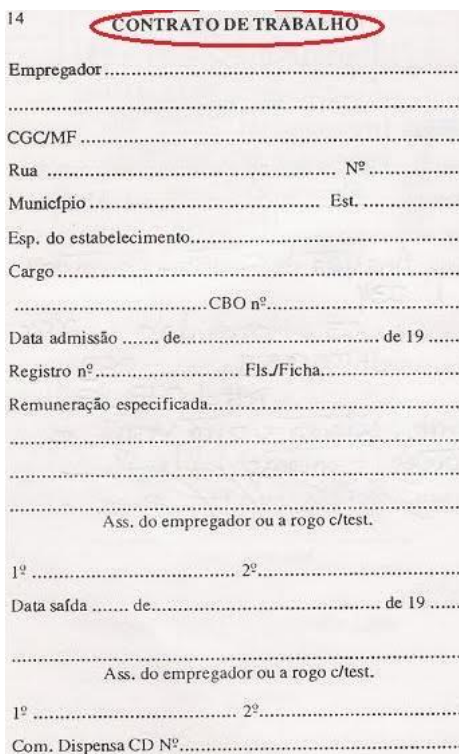 14
CONTRATO DE TRABALHO
Empregador
CGC/MF
Rua Nº
Município Est.
Esp. do estabelecimento
Cargo
CBO nº
Data admissão ....... de ....... de 19 .....
Registro nº Fls./Ficha
Remuneração especificada
Ass. do empregador ou a rogo c/test.
1º 2º
Data saída ....... de ....... de 19 .....
Ass. do empregador ou a rogo c/test.
1º 2º
Com. Dispensa CD Nº